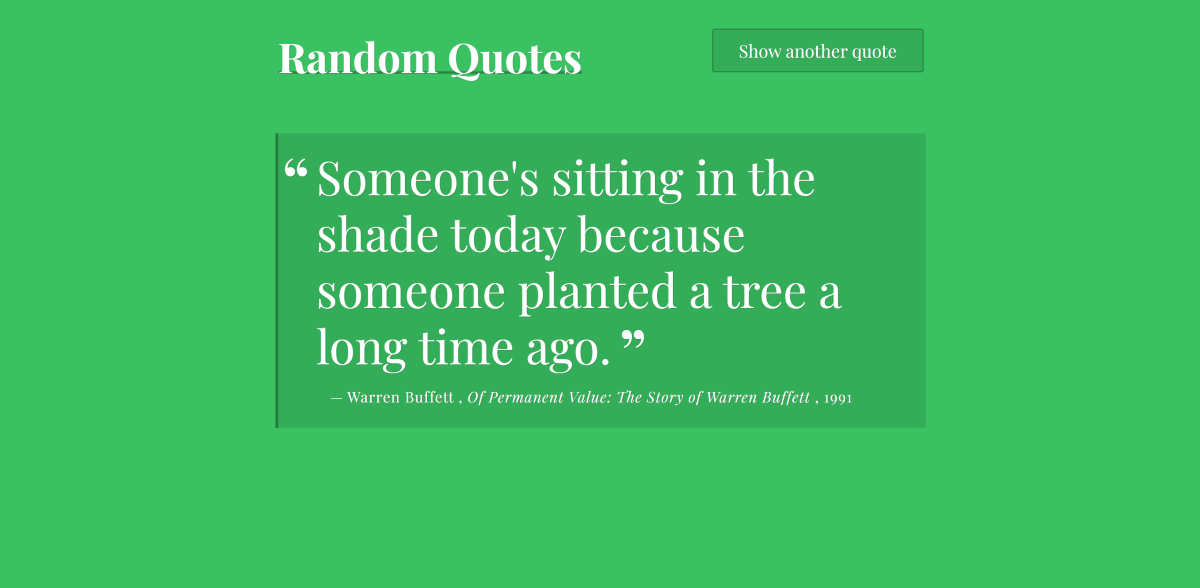 Random Quotes
Show another quote
“ Someone's sitting in the
shade today because
someone planted a tree a
long time ago. ”
— Warren Buffett , Of Permanent Value: The Story of Warren Buffett , 1991